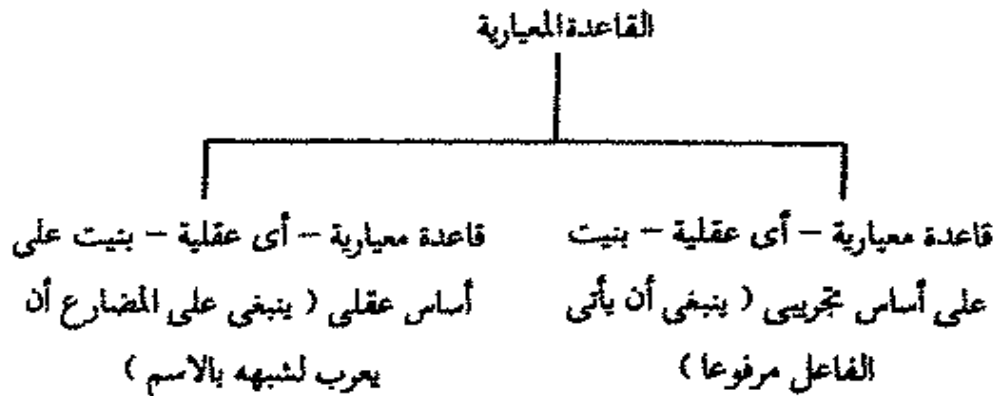 القاعدة المعيارية
قاعدة معيارية – أى عقلية – بنيت
على أساس تجريبى ( ينبغى أن يأتى
الفاعل مرفوعا )
قاعدة معيارية – أى عقلية – بنيت على
أساس عقلى ( ينبغى على المضارع أن
يعرب لشبهه بالاسم )